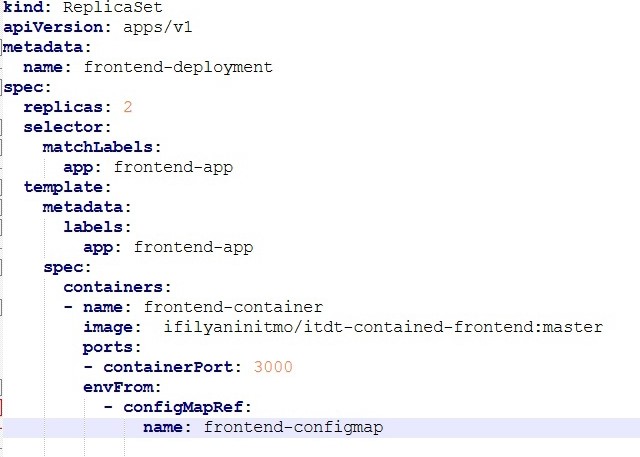 kind: ReplicaSet
apiVersion: apps/v1
metadata:
  name: frontend-deployment
spec:
  replicas: 2
  selector:
    matchLabels:
      app: frontend-app
  template:
    metadata:
      labels:
        app: frontend-app
    spec:
      containers:
      - name: frontend-container
        image:  ifilyaninitmo/itdt-contained-frontend:master
        ports:
        - containerPort: 3000
        envFrom:
          - configMapRef:
              name: frontend-configmap